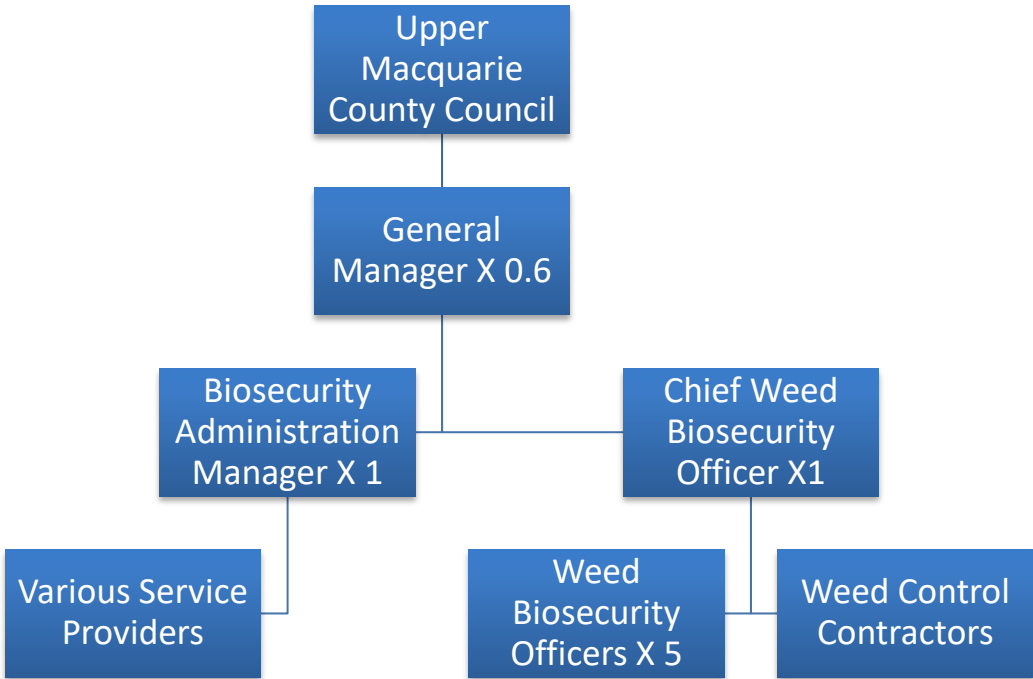 Upper
Macquarie
County Council
General
Manager X 0.6
Biosecurity
Administration
Manager X 1
Chief Weed
Biosecurity
Officer X1
Various Service
Providers
Weed
Biosecurity
Officers X 5
Weed Control
Contractors